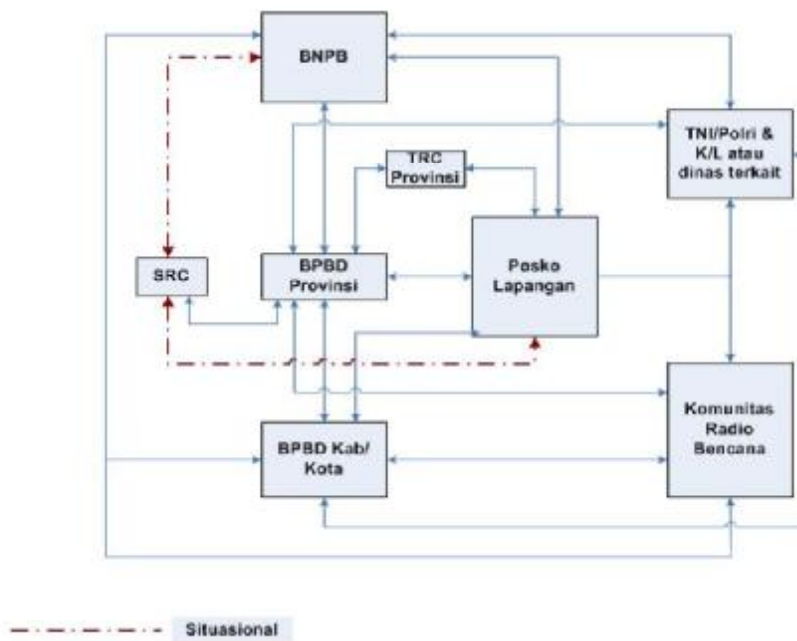 BNPB
TNI/Polri &
K/L atau
dinas terkait
TRC
Provinsi
SRC
BPBD
Provinsi
Posko
Lapangan
BPBD Kab/
Kota
Komunitas
Radio
Bencana
Situasional